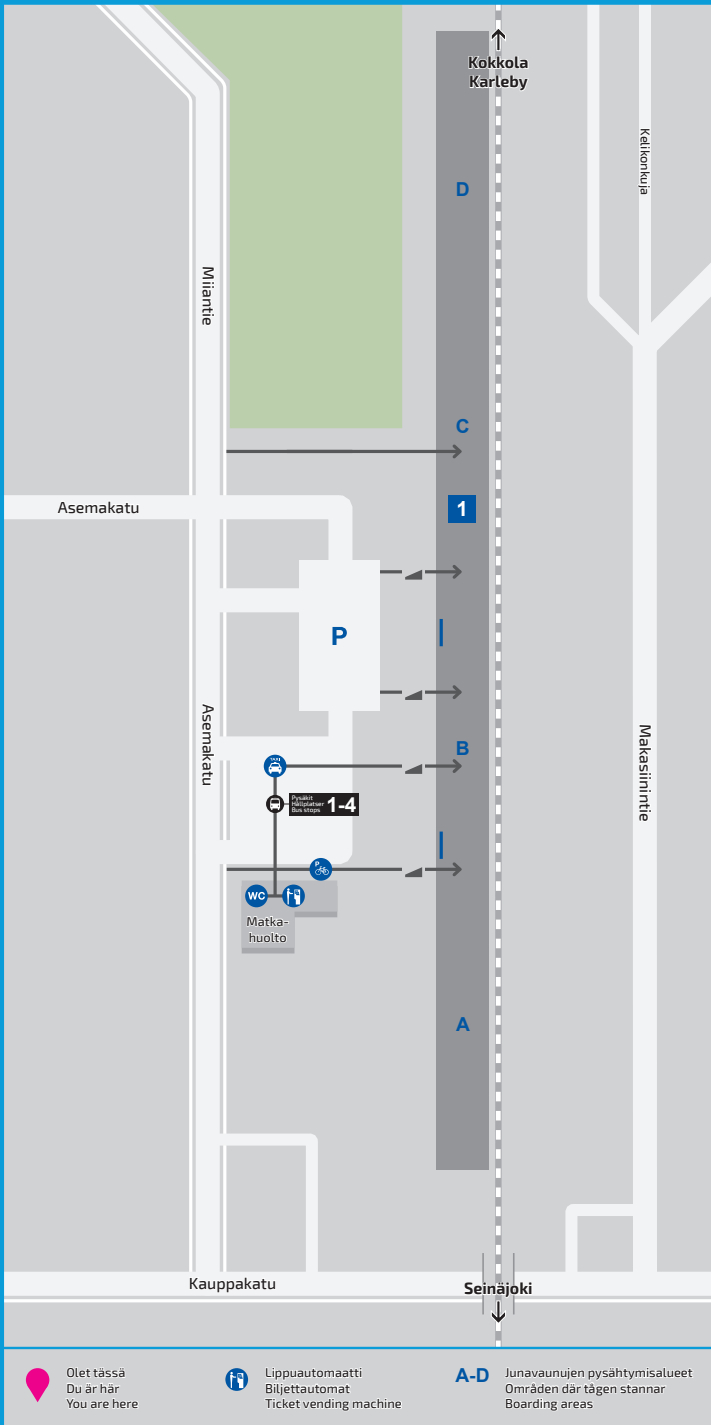 Kokkola
Karleby
Kelikonkuja
D
Miiantie
C
Asemakatu
1
P
Asemakatu
B
Makasiinintie
TAXI
Pysäkit
Hållplatser
Bus stops
1-4
P
WC
Matka-
huolto
A
Kauppakatu
Seinäjoki
Olet tässä
Du är här
You are here
Lippuautomaatti
Biljettautomat
Ticket vending machine
A-D
Junavaunujen pysähtymisalueet
Områden där tågen stannar
Boarding areas